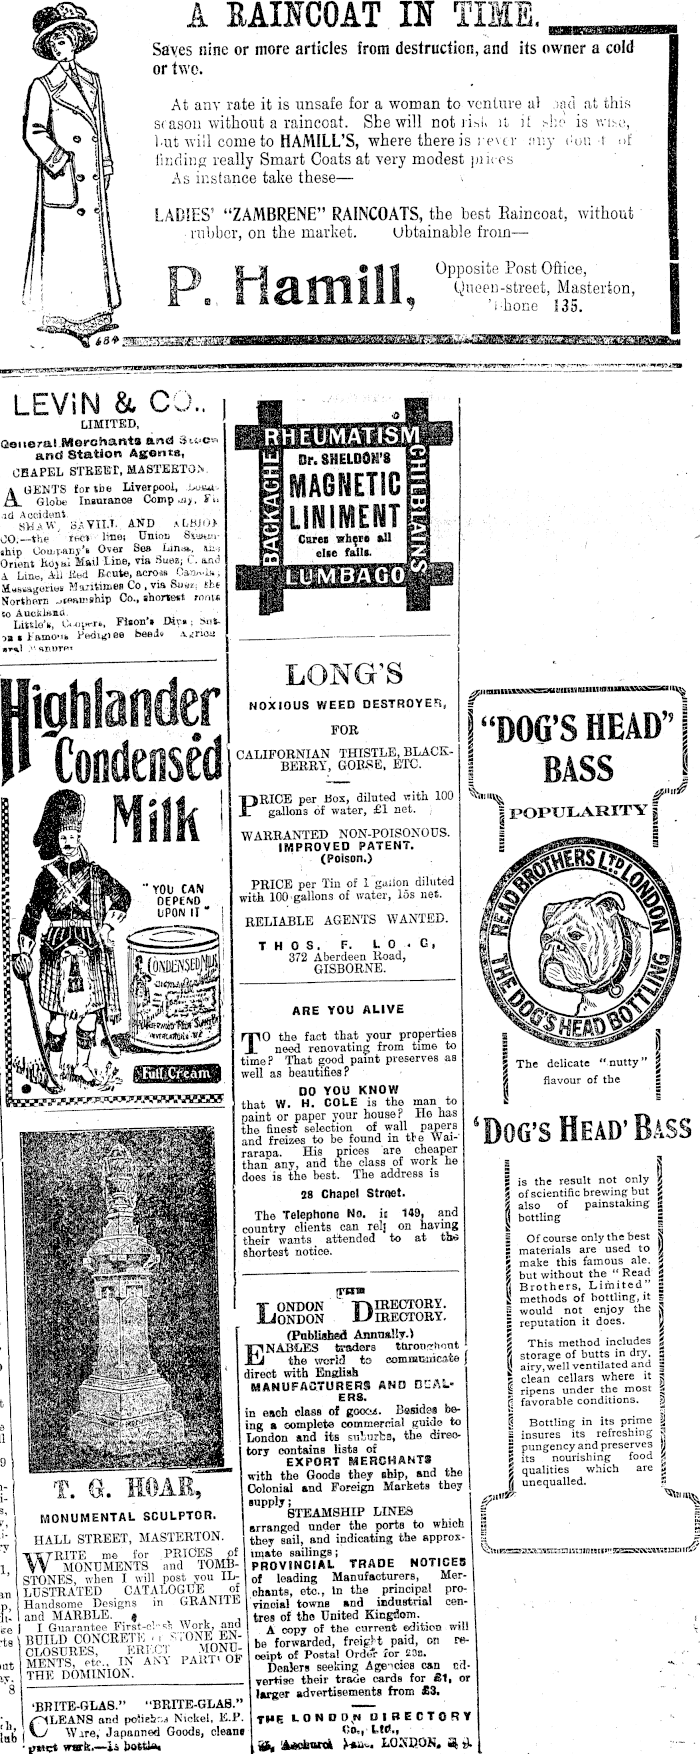 A RAINCOAT IN TIME.
Saves nine or more articles from destruction, and its owner a cold
or two.
At any rate it is unsafe for a woman to venture at this
season without a raincoat. She will not risk it if she is wise,
but will come to HAMILL'S, where there is never any of
finding really Smart Coats at very modest prices
As instance take these—
LADIES' "ZAMBRENE" RAINCOATS, the best Raincoat, without
rubber, on the market. Obtainable from—
P. Hamill,
Opposite Post Office,
Queen-street, Masterton,
'Phone 135.
684
LEVIN & CO.,
LIMITED,
General Merchants and Stock
and Station Agents,
CHAPEL STREET, MASTERTON.
AGENTS for the Liverpool,
Globe Insurance Company,
Accident
SHAW, SAVILL AND ALBION
CO.—the line; Union Steam-
ship Company's Over Sea Lines, and
Orient Royal Mail Line, via Suez; C. and
A Line, All Red Route, across Canada;
Messageries Maritimes Co, via Suez; the
Northern Steamship Co., shortest route
to Auckland.
Little's, Coopers, Fison's Dips;
Famous Pedigree Seeds
RHEUMATISM
BACKACHE
CHILBLAINS
Dr. SHELDON'S
MAGNETIC
LINIMENT
Cures where all
else fails.
LUMBAGO
Highlander
Condensed
Milk
"YOU CAN
DEPEND
UPON IT"
CONDENSED MILK
Full Cream
T. G. HOAR,
MONUMENTAL SCULPTOR.
HALL STREET, MASTERTON.
WRITE me for PRICES of
MONUMENTS and TOMB-
STONES, when I will post you IL-
LUSTRATED CATALOGUE of
Handsome Designs in GRANITE
and MARBLE.
I Guarantee First-class Work, and
BUILD CONCRETE or STONE EN-
CLOSURES, ERECT MONU-
MENTS, etc., IN ANY PART OF
THE DOMINION.
'BRITE-GLAS." "BRITE-GLAS."
CLEANS and polishes Nickel, E.P.
Ware, Japanned Goods, cleans
paint work.—1s bottle,
LONG'S
NOXIOUS WEED DESTROYER,
FOR
CALIFORNIAN THISTLE, BLACK-
BERRY, GORSE, ETC.
PRICE per Box, diluted with 100
gallons of water, £1 net.
WARRANTED NON-POISONOUS.
IMPROVED PATENT.
(Poison.)
PRICE per Tin of 1 gallon diluted
with 100 gallons of water, 15s net.
RELIABLE AGENTS WANTED.
THOS. F. LONG,
372 Aberdeen Road,
GISBORNE.
ARE YOU ALIVE
TO the fact that your properties
need renovating from time to
time? That good paint preserves as
well as beautifies?
DO YOU KNOW
that W. H. COLE is the man to
paint or paper your house? He has
the finest selection of wall papers
and freizes to be found in the Wai-
rarapa. His prices are cheaper
than any, and the class of work he
does is the best. The address is
28 Chapel Street.
The Telephone No. is 149, and
country clients can rely on having
their wants attended to at the
shortest notice.
THE
LONDON DIRECTORY.
LONDON DIRECTORY.
(Published Annually.)
ENABLES traders throughout
the world to communicate
direct with English
MANUFACTURERS AND DEAL-
ERS.
in each class of goods. Besides be-
ing a complete commercial guide to
London and its suburbs, the direc-
tory contains lists of
EXPORT MERCHANTS
with the Goods they ship, and the
Colonial and Foreign Markets they
supply;
STEAMSHIP LINES
arranged under the ports to which
they sail, and indicating the approx-
imate sailings;
PROVINCIAL TRADE NOTICES
of leading Manufacturers, Mer-
chants, etc., in the principal pro-
vincial towns and industrial cen-
tres of the United Kingdom.
A copy of the current edition will
be forwarded, freight paid, on re-
ceipt of Postal Order for 20s.
Dealers seeking Agencies can ad-
vertise their trade cards for £1, or
larger advertisements from £3.
THE LONDON DIRECTORY
Co., Ltd.,
LONDON,
"DOG'S HEAD"
BASS
POPULARITY
READ BROTHERS LTD LONDON
THE DOG'S HEAD BOTTLING
The delicate "nutty"
flavour of the
'DOG'S HEAD' BASS
is the result not only
of scientific brewing but
also of painstaking
bottling
Of course only the best
materials are used to
make this famous ale.
but without the "Read
Brothers, Limited"
methods of bottling, it
would not enjoy the
reputation it does.
This method includes
storage of butts in dry,
airy, well ventilated and
clean cellars where it
ripens under the most
favorable conditions.
Bottling in its prime
insures its refreshing
pungency and preserves
its nourishing food
qualities which are
unequalled.